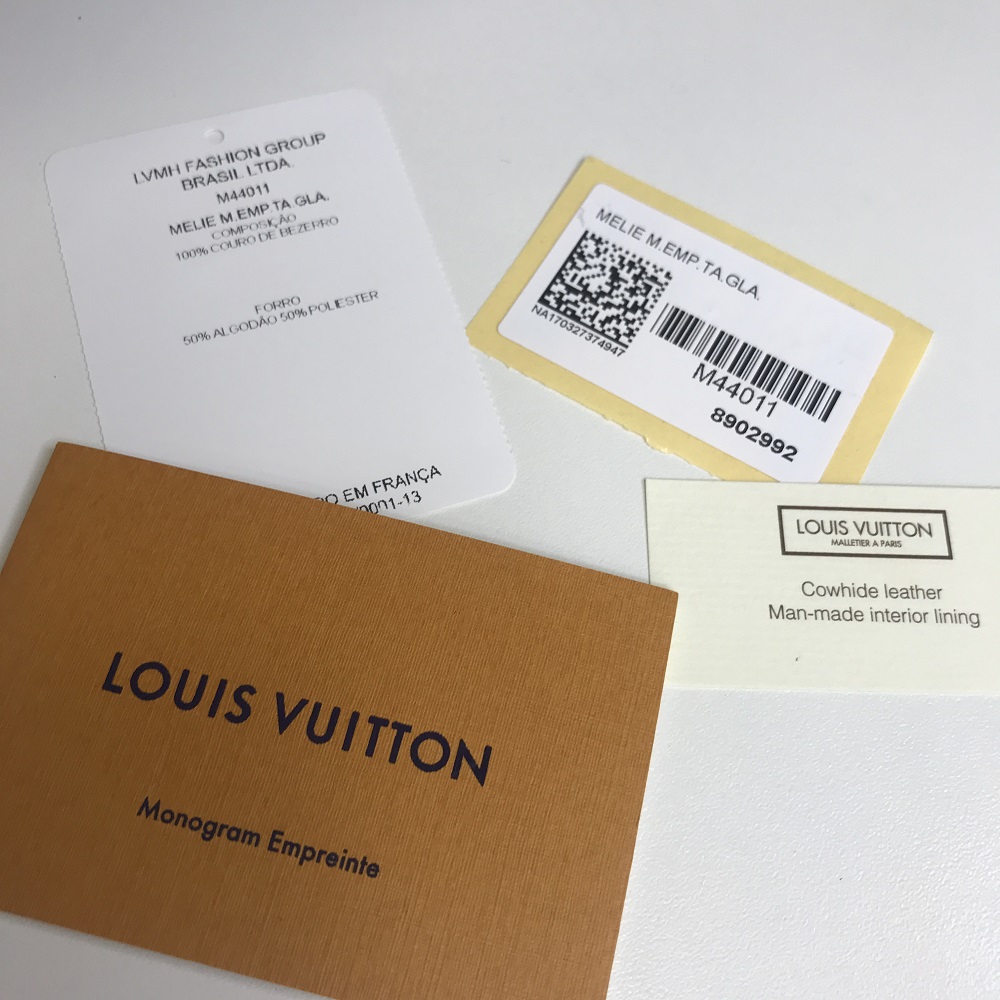 LVMH FASHION GROUP
BRASIL LTDA.
M44011
MELIE M.EMP.TA GLA.
COMPOSIÇÃO
100% COURO DE BEZERRO
FORRO
50% ALGODÃO 50% POLIESTER
EM FRANÇA
0001-13
MELIE M.EMP.TA.GLA.
NA170327374947
M44011
8902992
LOUIS VUITTON
MALLETIER A PARIS
Cowhide leather
Man-made interior lining
LOUIS VUITTON
Monogram Empreinte